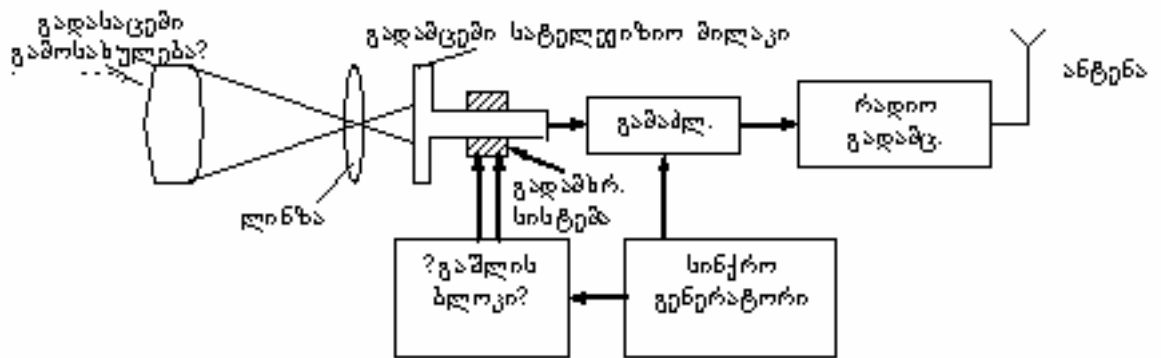 გადასაცემი
გამოსახულება?
გადამცემი სატელევიზიო მილაკი
ანტენა
გამაძლ.
რადიო
გადამც.
ლინზა
გადამხრ.
სისტემა
?გაშლის
ბლოკი?
სინქრო
გენერატორი